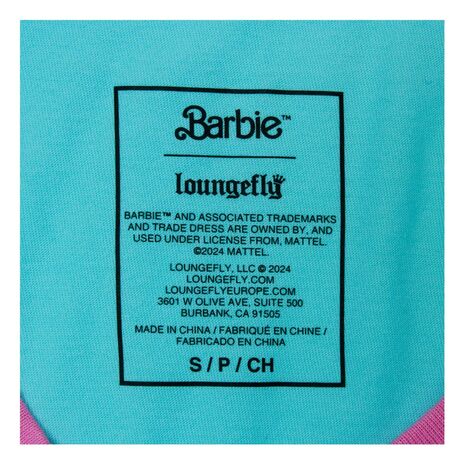 Barbie™
loungefly
BARBIE™ AND ASSOCIATED TRADEMARKS
AND TRADE DRESS ARE OWNED BY, AND
USED UNDER LICENSE FROM, MATTEL.
©2024 MATTEL.
LOUNGEFLY, LLC © 2024
LOUNGEFLY.COM
LOUNGEFLYEUROPE.COM
3601 W OLIVE AVE, SUITE 500
BURBANK, CA 91505
MADE IN CHINA / FABRIQUÉ EN CHINE /
FABRICADO EN CHINA
S / P / CH